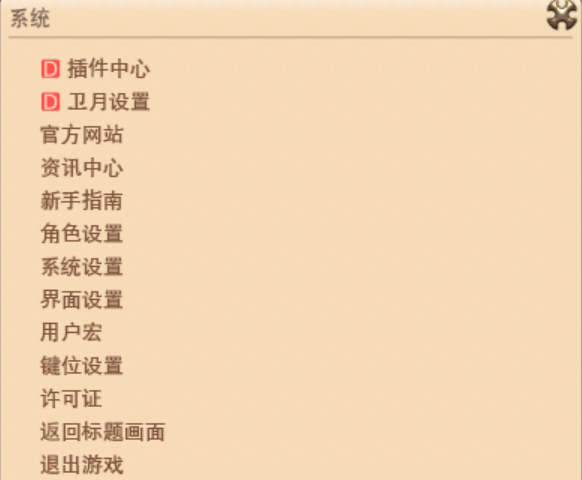 系统
D 插件中心
D 卫月设置
官方网站
资讯中心
新手指南
角色设置
系统设置
界面设置
用户宏
键位设置
许可证
返回标题画面
退出游戏